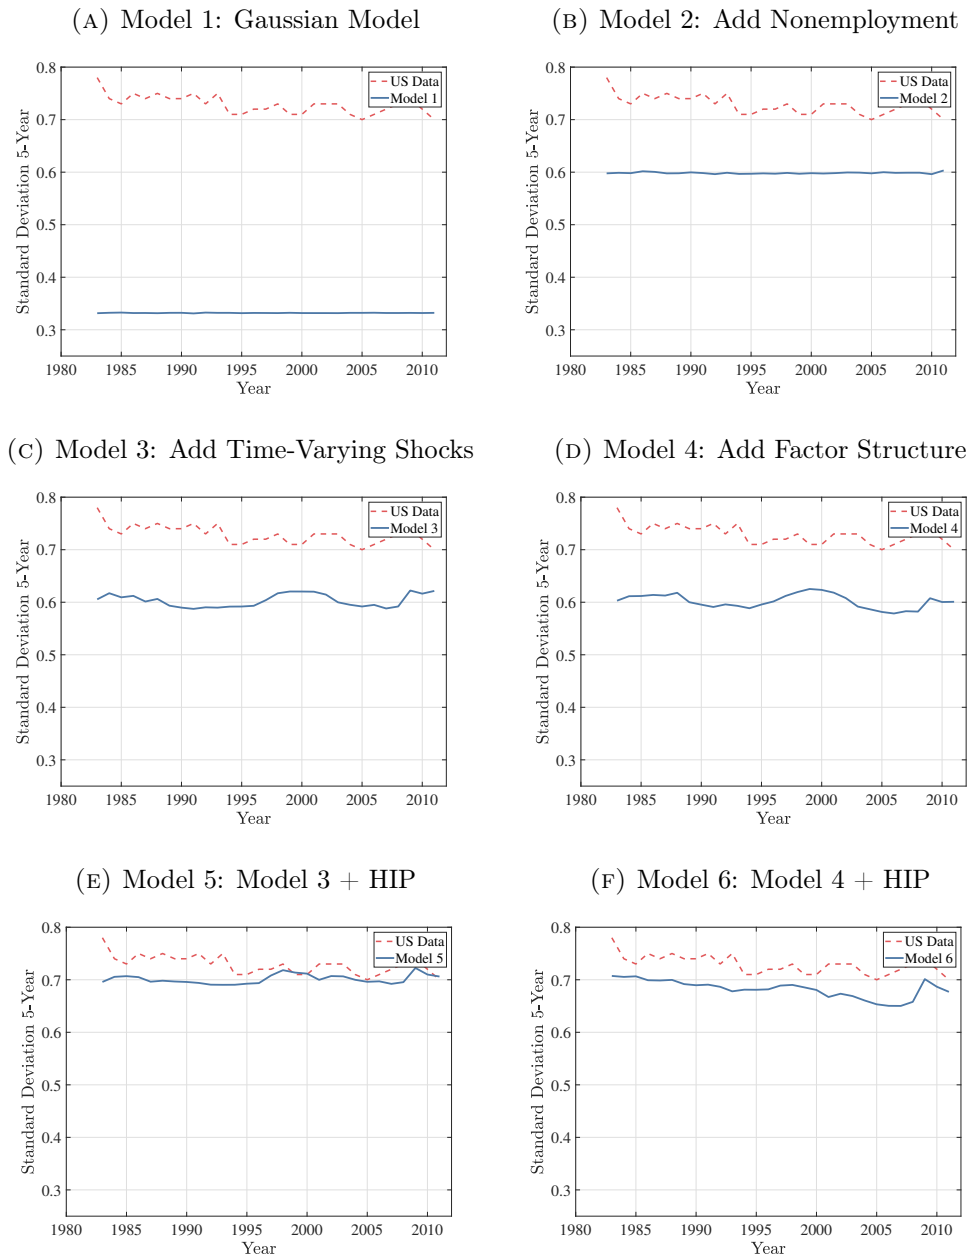 (A) Model 1: Gaussian Model
0.8
0.7
0.6
0.5
0.4
0.3
Standard Deviation 5-Year
US Data
Model 1
1980 1985 1990 1995 2000 2005 2010
Year
(B) Model 2: Add Nonemployment
0.8
0.7
0.6
0.5
0.4
0.3
Standard Deviation 5-Year
US Data
Model 2
1980 1985 1990 1995 2000 2005 2010
Year
(C) Model 3: Add Time-Varying Shocks
0.8
0.7
0.6
0.5
0.4
0.3
Standard Deviation 5-Year
US Data
Model 3
1980 1985 1990 1995 2000 2005 2010
Year
(D) Model 4: Add Factor Structure
0.8
0.7
0.6
0.5
0.4
0.3
Standard Deviation 5-Year
US Data
Model 4
1980 1985 1990 1995 2000 2005 2010
Year
(E) Model 5: Model 3 + HIP
0.8
0.7
0.6
0.5
0.4
0.3
Standard Deviation 5-Year
US Data
Model 5
1980 1985 1990 1995 2000 2005 2010
Year
(F) Model 6: Model 4 + HIP
0.8
0.7
0.6
0.5
0.4
0.3
Standard Deviation 5-Year
US Data
Model 6
1980 1985 1990 1995 2000 2005 2010
Year